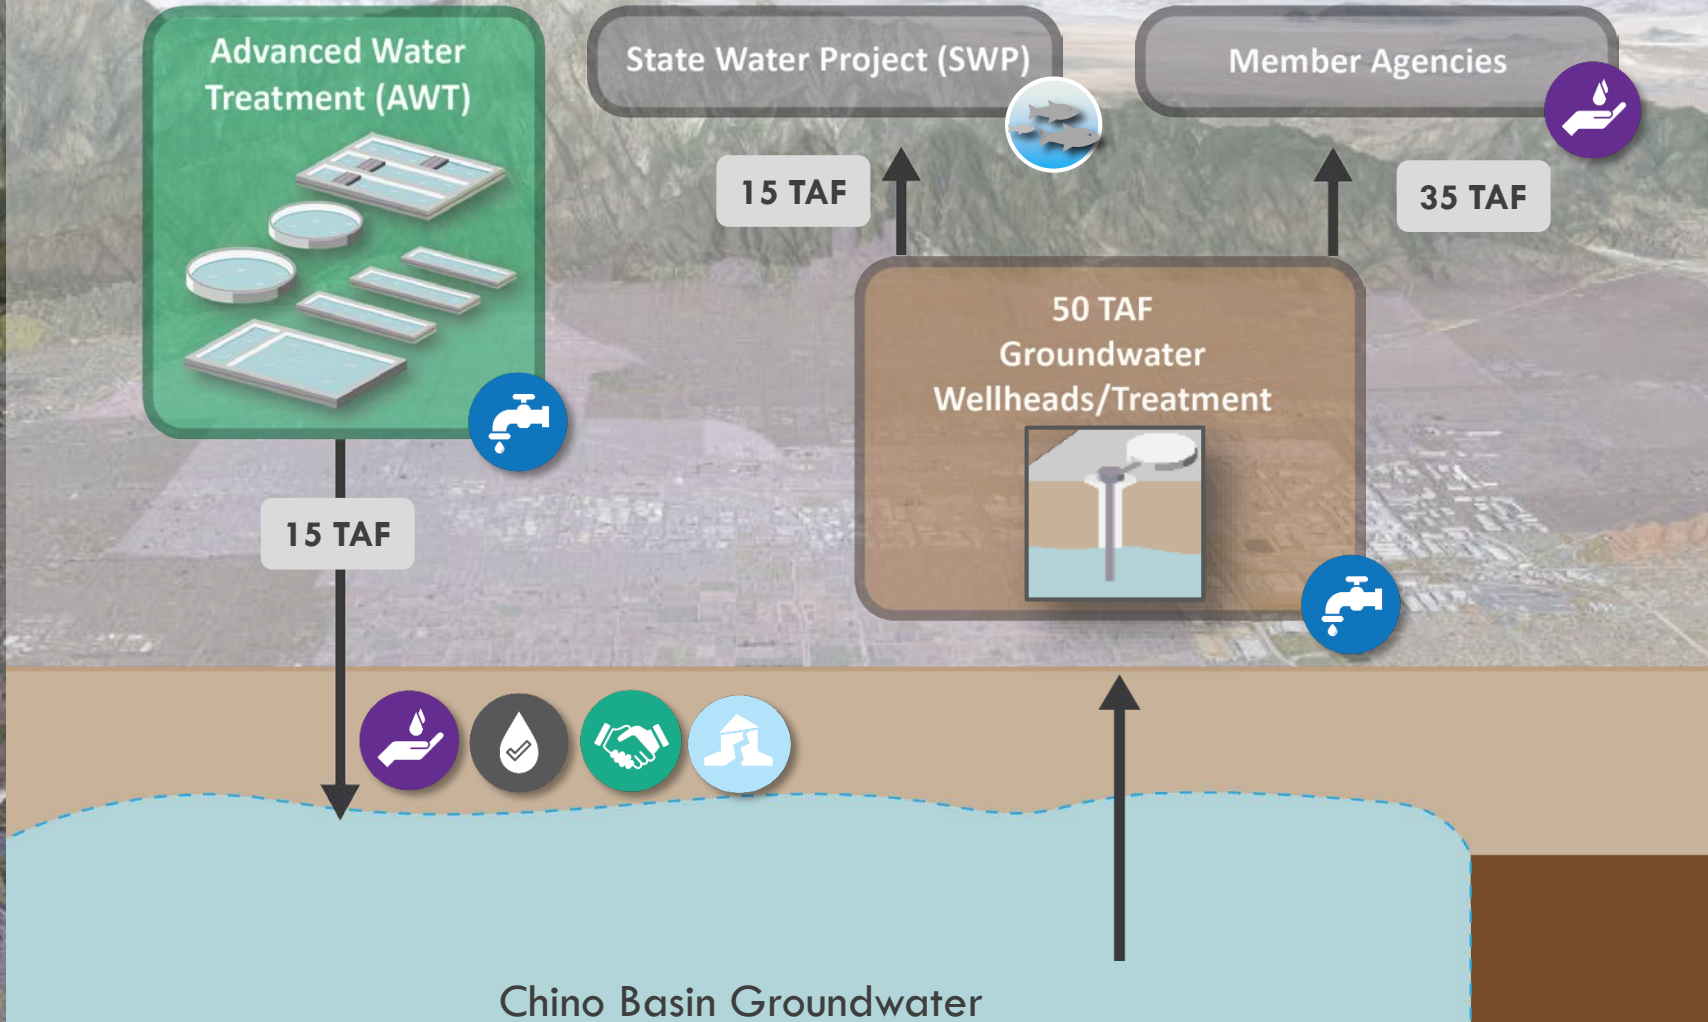 Advanced Water
Treatment (AWT)
State Water Project (SWP)
Member Agencies
15 TAF
35 TAF
50 TAF
Groundwater
Wellheads/Treatment
15 TAF
Chino Basin Groundwater